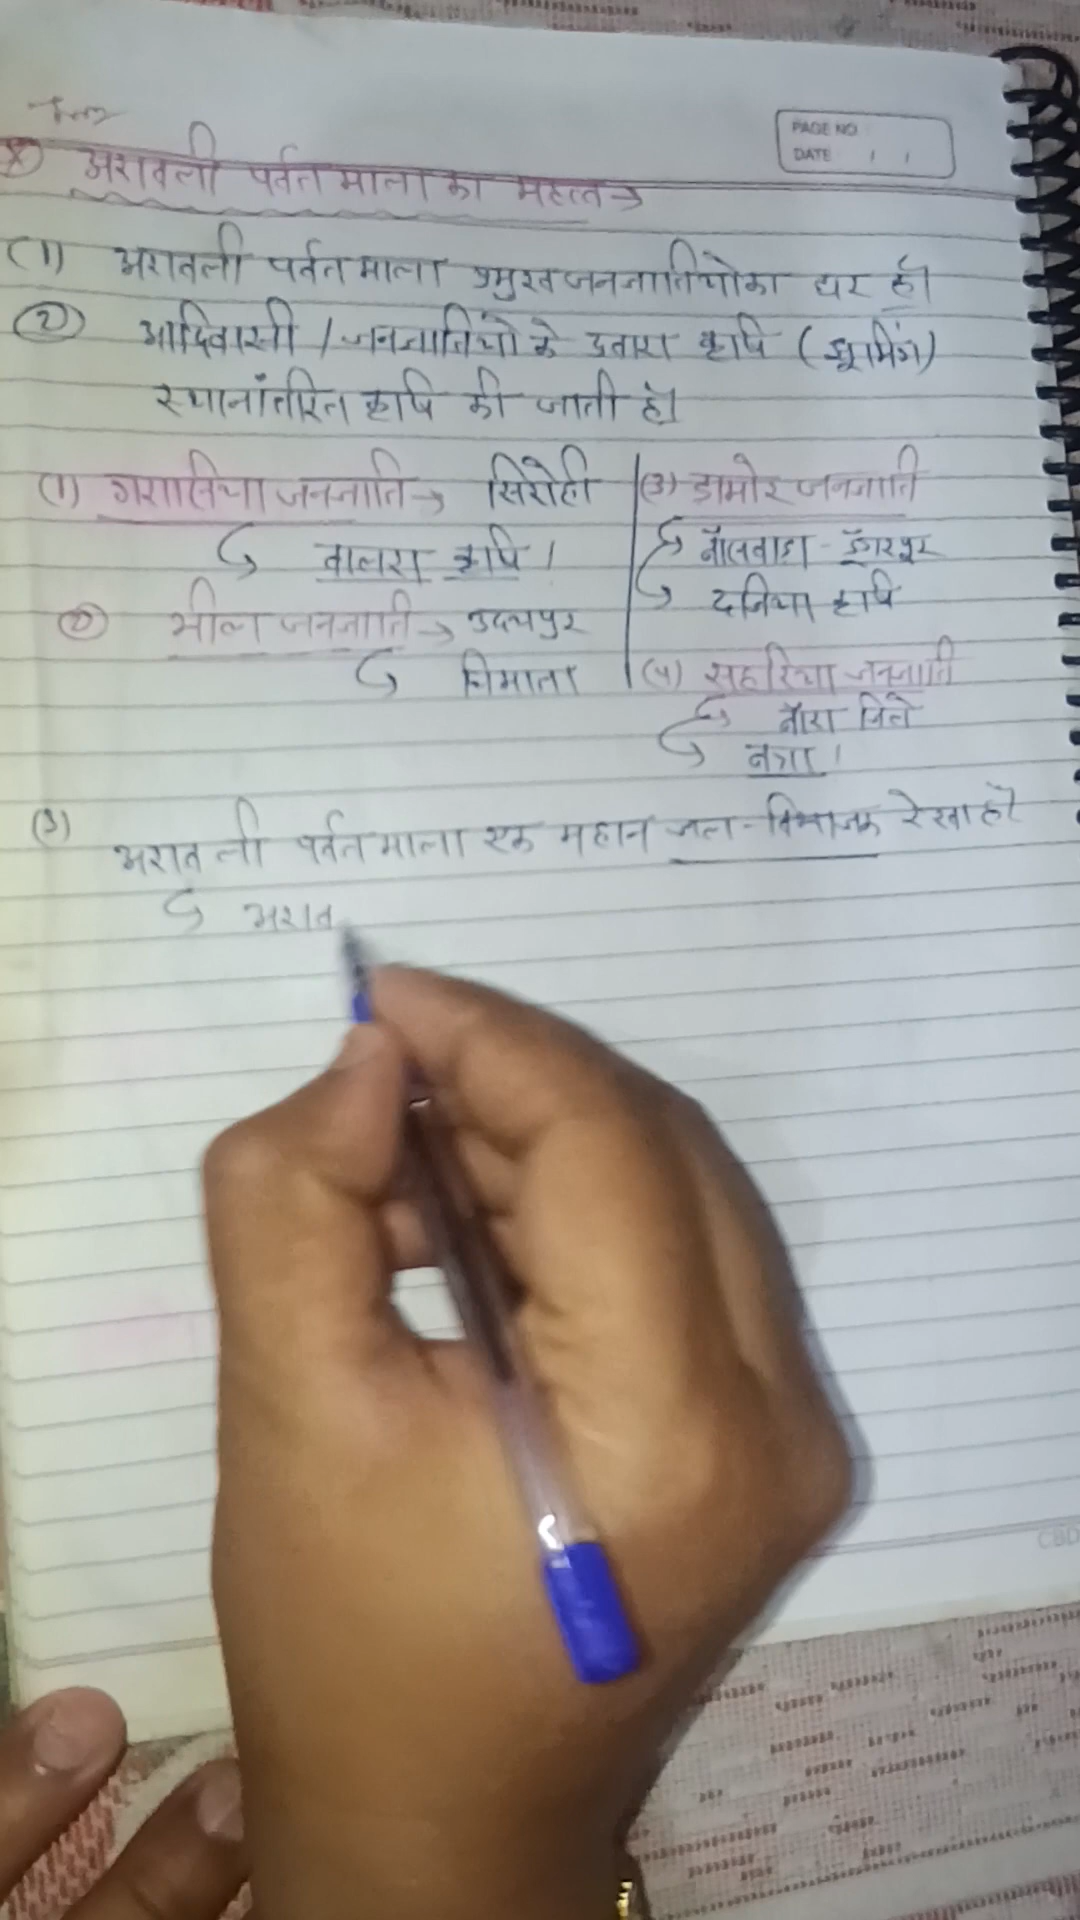 PAGE NO
DATE / /
अरावली पर्वतमाला का महत्व →
(1) अरावली पर्वतमाला प्रमुख जनजातियोका घर हैं।
(2) आदिवासी / जनजातियों के द्वारा कृषि (झूमिंग)
स्थानांतरित कृषि की जाती है।
(1) गरासिया जनजाति → सिरोही
वालरा कृषि।
(2) भील जनजाति → उदयपुर
चिमाता
(3) डामोर जनजाति
बाँसवाडा - डूंगरपुर
दजिया कृषि
(4) सहरिया जनजाति
बाँरा जिले
(3) अरावली पर्वतमाला एक महान जल-विभाजक रेखा है
अराव